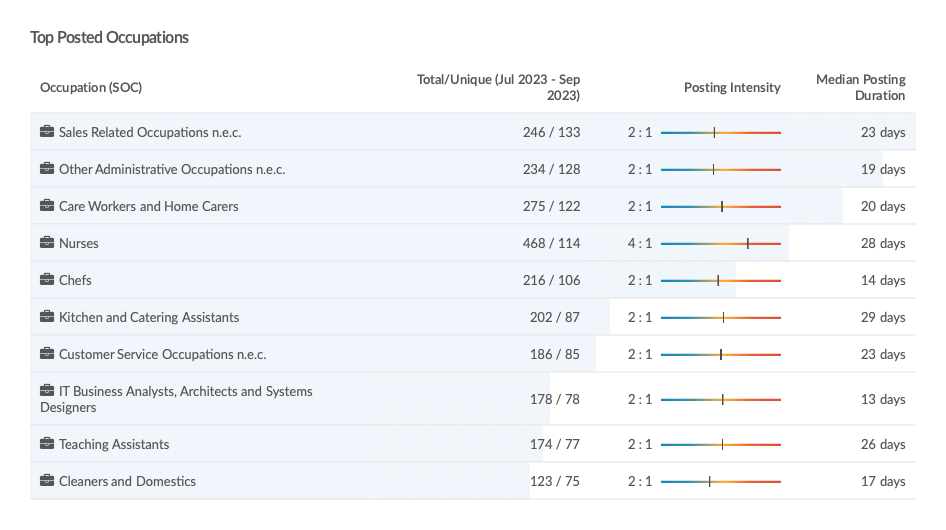 Top Posted Occupations
Occupation (SOC) Total/Unique (Jul 2023 - Sep 2023) Posting Intensity Median Posting Duration
Sales Related Occupations n.e.c. 246 / 133 2 : 1 23 days
Other Administrative Occupations n.e.c. 234 / 128 2 : 1 19 days
Care Workers and Home Carers 275 / 122 2 : 1 20 days
Nurses 468 / 114 4 : 1 28 days
Chefs 216 / 106 2 : 1 14 days
Kitchen and Catering Assistants 202 / 87 2 : 1 29 days
Customer Service Occupations n.e.c. 186 / 85 2 : 1 23 days
IT Business Analysts, Architects and Systems Designers 178 / 78 2 : 1 13 days
Teaching Assistants 174 / 77 2 : 1 26 days
Cleaners and Domestics 123 / 75 2 : 1 17 days